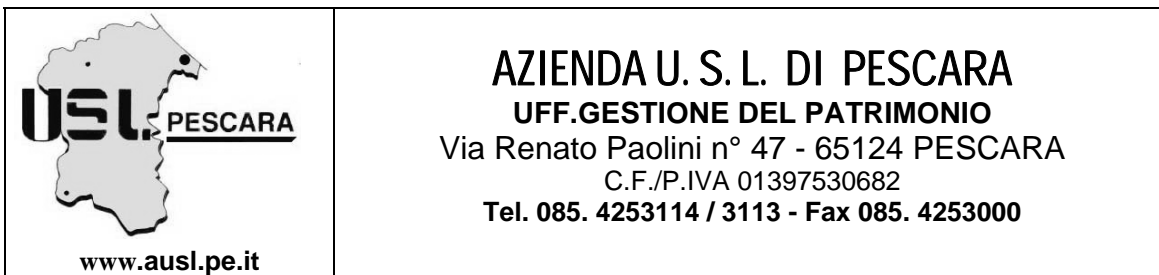 USL PESCARA
www.ausl.pe.it
AZIENDA U. S. L. DI PESCARA
UFF.GESTIONE DEL PATRIMONIO
Via Renato Paolini n° 47 - 65124 PESCARA
C.F./P.IVA 01397530682
Tel. 085. 4253114 / 3113 - Fax 085. 4253000